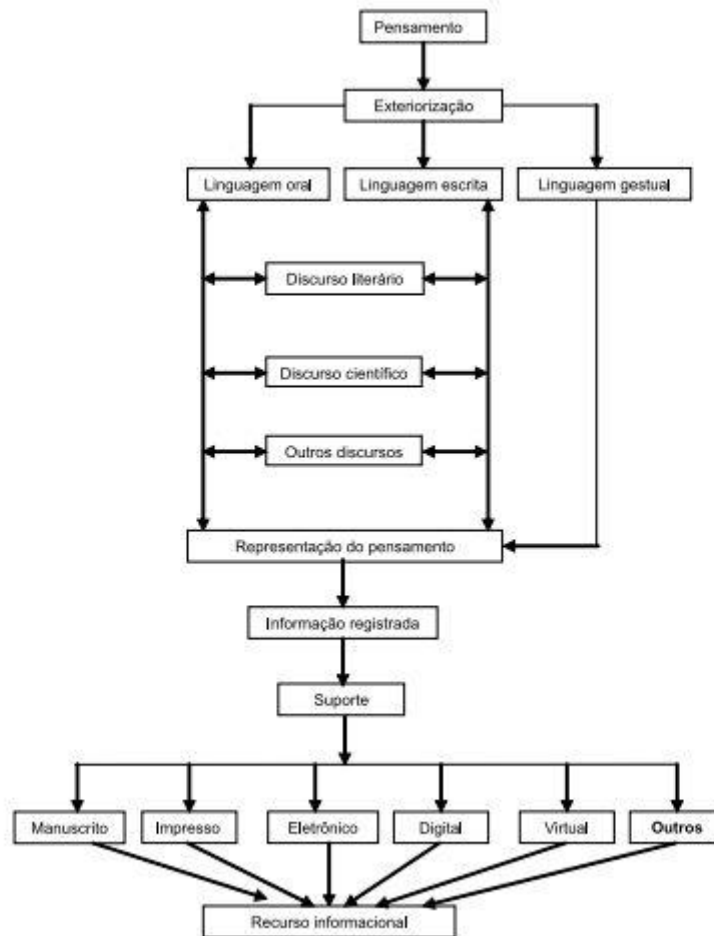 Pensamento
Exteriorização
Linguagem oral
Linguagem escrita
Linguagem gestual
Discurso literário
Discurso científico
Outros discursos
Representação do pensamento
Informação registrada
Suporte
Manuscrito
Impresso
Eletrônico
Digital
Virtual
Outros
Recurso informacional